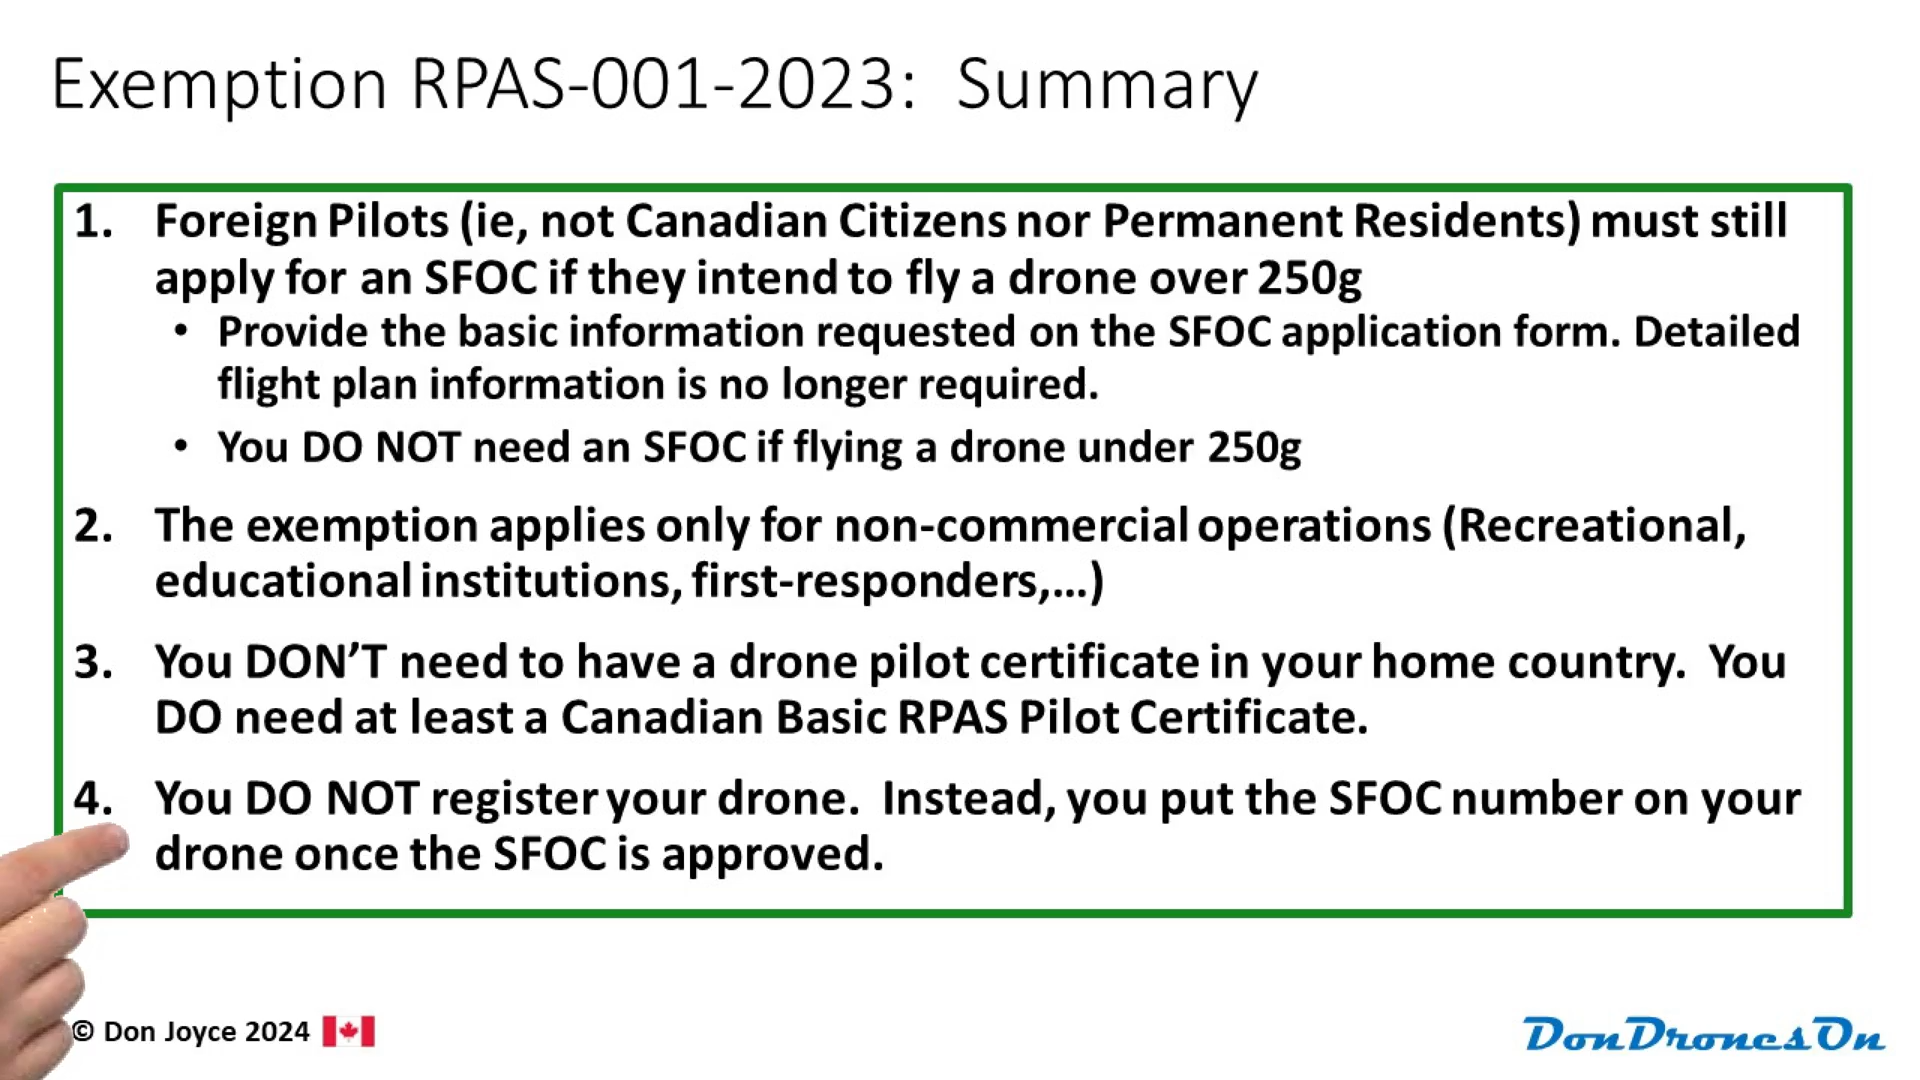 Exemption RPAS-001-2023: Summary
1. Foreign Pilots (ie, not Canadian Citizens nor Permanent Residents) must still
apply for an SFOC if they intend to fly a drone over 250g
• Provide the basic information requested on the SFOC application form. Detailed
flight plan information is no longer required.
• You DO NOT need an SFOC if flying a drone under 250g
2. The exemption applies only for non-commercial operations (Recreational,
educational institutions, first-responders,...)
3. You DON'T need to have a drone pilot certificate in your home country. You
DO need at least a Canadian Basic RPAS Pilot Certificate.
4. You DO NOT register your drone. Instead, you put the SFOC number on your
drone once the SFOC is approved.
© Don Joyce 2024
DonDronesOn